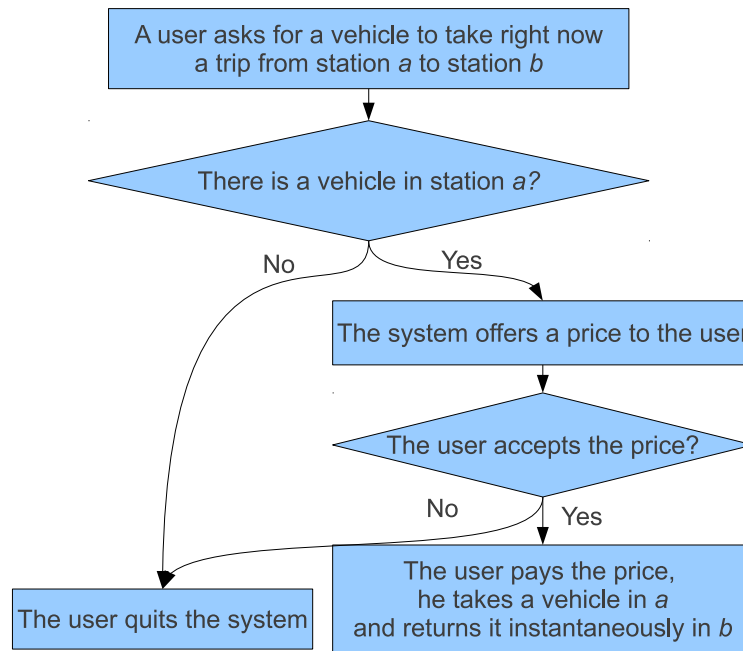 A user asks for a vehicle to take right now
a trip from station a to station b
There is a vehicle in station a?
No
Yes
The system offers a price to the user
The user accepts the price?
No
Yes
The user quits the system
The user pays the price,
he takes a vehicle in a
and returns it instantaneously in b